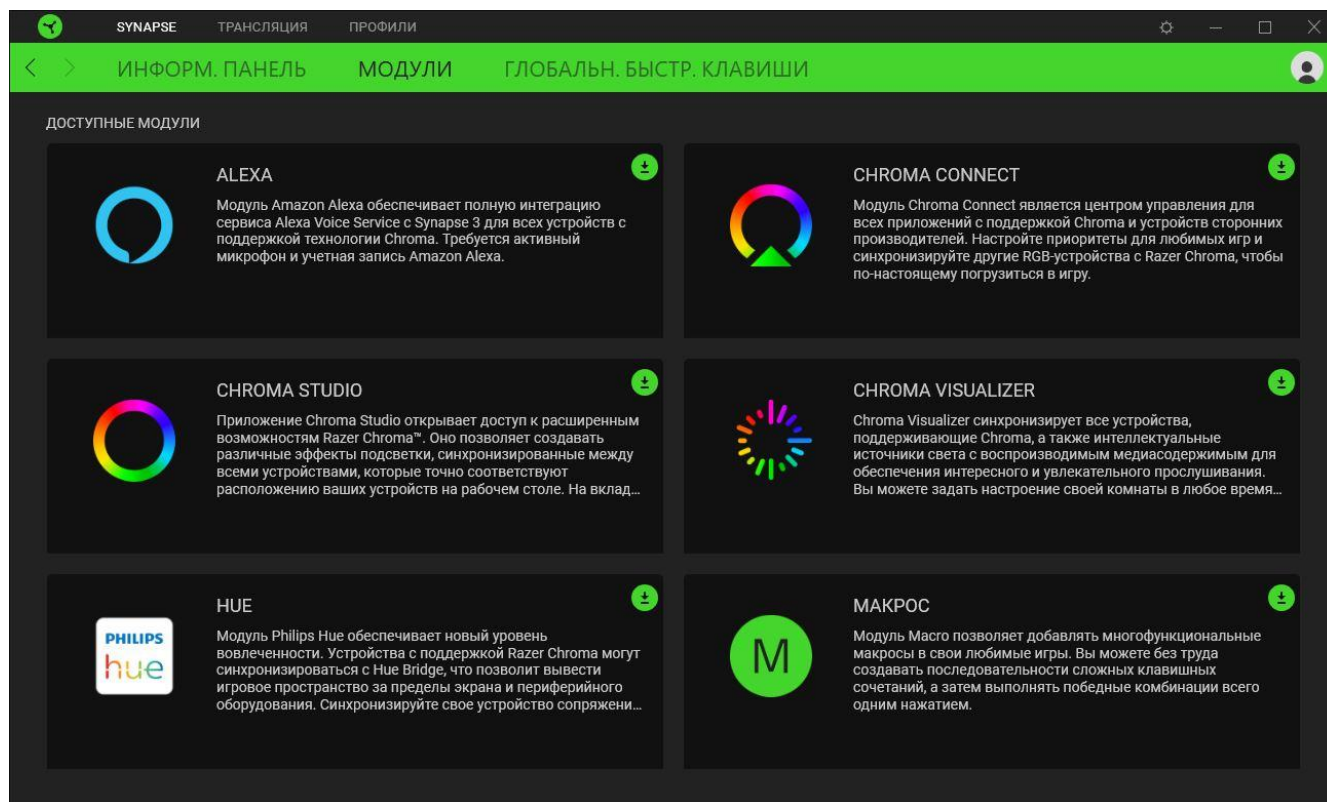 SYNAPSE ТРАНСЛЯЦИЯ ПРОФИЛИ
ИНФОРМ. ПАНЕЛЬ МОДУЛИ ГЛОБАЛЬН. БЫСТР. КЛАВИШИ
ДОСТУПНЫЕ МОДУЛИ
ALEXA
Модуль Amazon Alexa обеспечивает полную интеграцию
сервиса Alexa Voice Service с Synapse 3 для всех устройств с
поддержкой технологии Chroma. Требуется активный
микрофон и учетная запись Amazon Alexa.
CHROMA CONNECT
Модуль Chroma Connect является центром управления для
всех приложений с поддержкой Chroma и устройств сторонних
производителей. Настройте приоритеты для любимых игр и
синхронизируйте другие RGB-устройства с Razer Chroma, чтобы
по-настоящему погрузиться в игру.
CHROMA STUDIO
Приложение Chroma Studio открывает доступ к расширенным
возможностям Razer Chroma™. Оно позволяет создавать
различные эффекты подсветки, синхронизированные между
всеми устройствами, которые точно соответствуют
расположению ваших устройств на рабочем столе. На вклад…
CHROMA VISUALIZER
Chroma Visualizer синхронизирует все устройства,
поддерживающие Chroma, а также интеллектуальные
источники света с воспроизводимым медиасодержимым для
обеспечения интересного и увлекательного прослушивания.
Вы можете задать настроение своей комнаты в любое время…
PHILIPS
hue
HUE
Модуль Philips Hue обеспечивает новый уровень
вовлеченности. Устройства с поддержкой Razer Chroma могут
синхронизироваться с Hue Bridge, что позволит вывести
игровое пространство за пределы экрана и периферийного
оборудования. Синхронизируйте свое устройство сопряжени…
M
МАКРОС
Модуль Macro позволяет добавлять многофункциональные
макросы в свои любимые игры. Вы можете без труда
создавать последовательности сложных клавишных
сочетаний, а затем выполнять победные комбинации всего
одним нажатием.